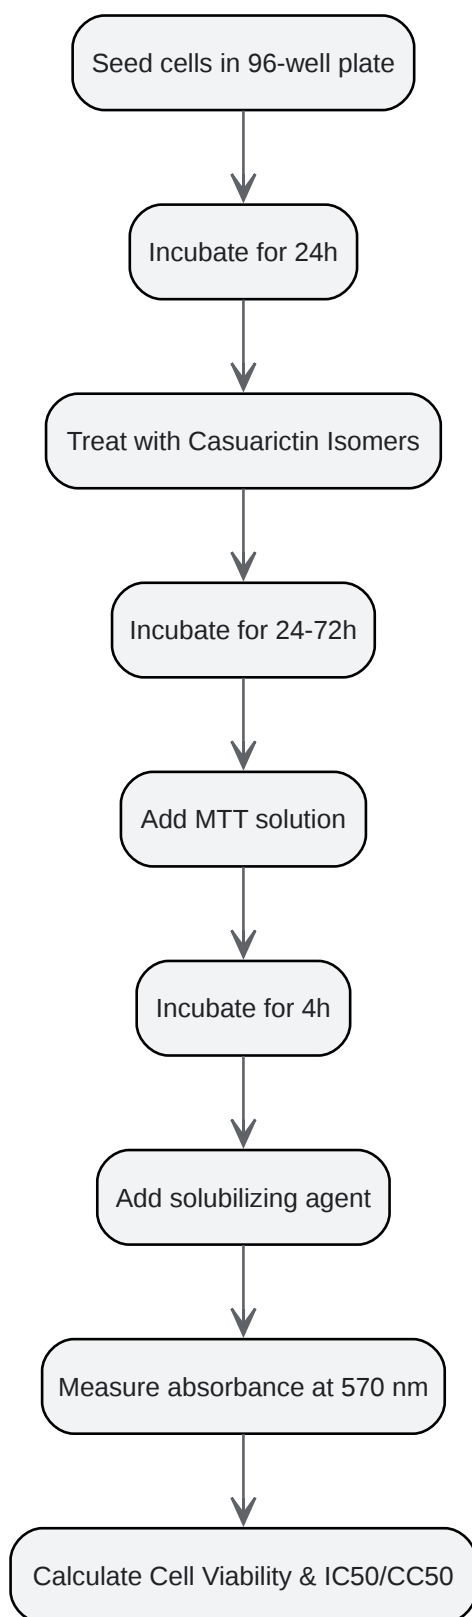 Seed cells in 96-well plate
Incubate for 24h
Treat with Casuarictin Isomers
Incubate for 24-72h
Add MTT solution
Incubate for 4h
Add solubilizing agent
Measure absorbance at 570 nm
Calculate Cell Viability & IC50/CC50